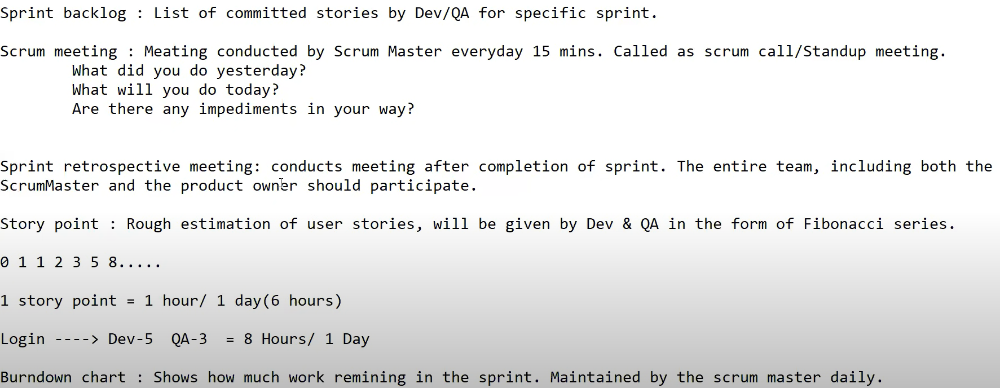 Sprint backlog : List of committed stories by Dev/QA for specific sprint.
Scrum meeting : Meating conducted by Scrum Master everyday 15 mins. Called as scrum call/Standup meeting.
What did you do yesterday?
What will you do today?
Are there any impediments in your way?
Sprint retrospective meeting: conducts meeting after completion of sprint. The entire team, including both the
ScrumMaster and the product owner should participate.
Story point : Rough estimation of user stories, will be given by Dev & QA in the form of Fibonacci series.
0 1 1 2 3 5 8.....
1 story point = 1 hour/ 1 day(6 hours)
Login ----> Dev-5  QA-3  = 8 Hours/ 1 Day
Burndown chart : Shows how much work remining in the sprint. Maintained by the scrum master daily.